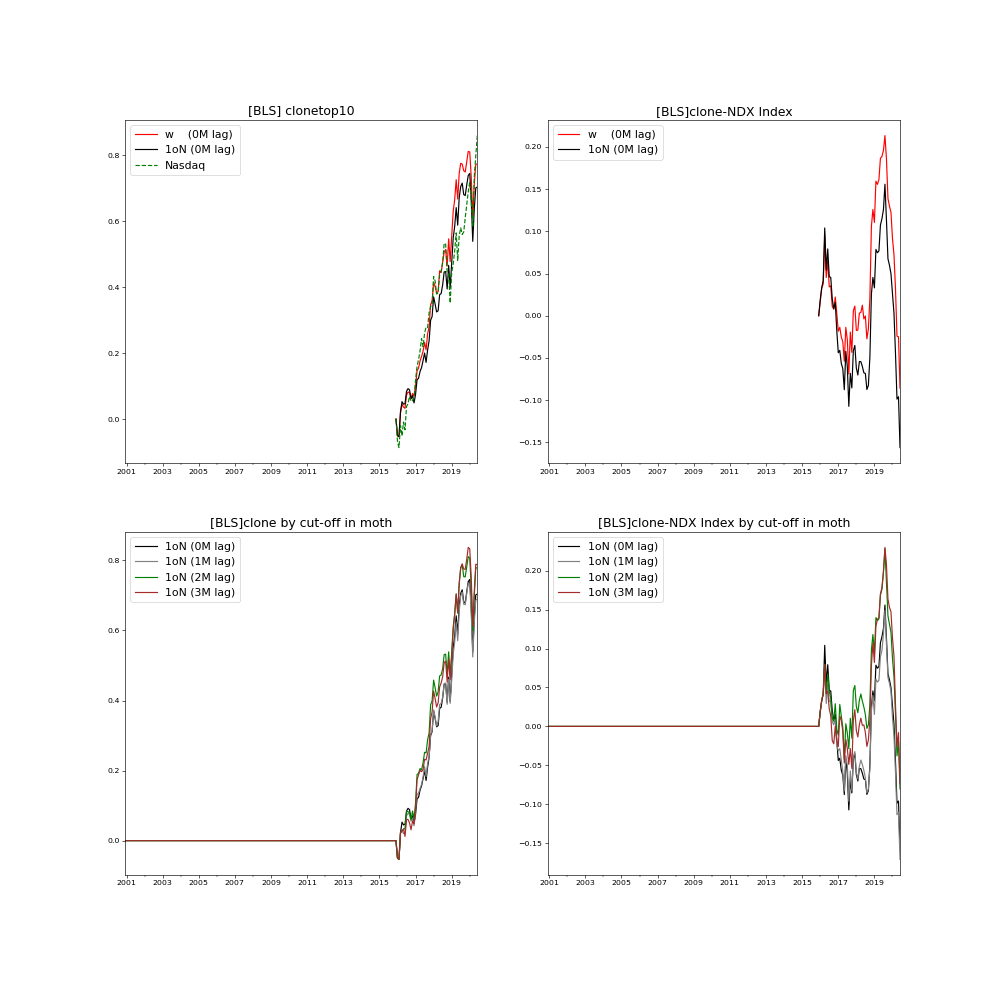 [BLS] clonetop10
w    (0M lag)
1oN (0M lag)
Nasdaq
0.8
0.6
0.4
0.2
0.0
2001 2003 2005 2007 2009 2011 2013 2015 2017 2019
[BLS]clone-NDX Index
w    (0M lag)
1oN (0M lag)
0.20
0.15
0.10
0.05
0.00
−0.05
−0.10
−0.15
2001 2003 2005 2007 2009 2011 2013 2015 2017 2019
[BLS]clone by cut-off in moth
1oN (0M lag)
1oN (1M lag)
1oN (2M lag)
1oN (3M lag)
0.8
0.6
0.4
0.2
0.0
2001 2003 2005 2007 2009 2011 2013 2015 2017 2019
[BLS]clone-NDX Index by cut-off in moth
1oN (0M lag)
1oN (1M lag)
1oN (2M lag)
1oN (3M lag)
0.20
0.15
0.10
0.05
0.00
−0.05
−0.10
−0.15
2001 2003 2005 2007 2009 2011 2013 2015 2017 2019